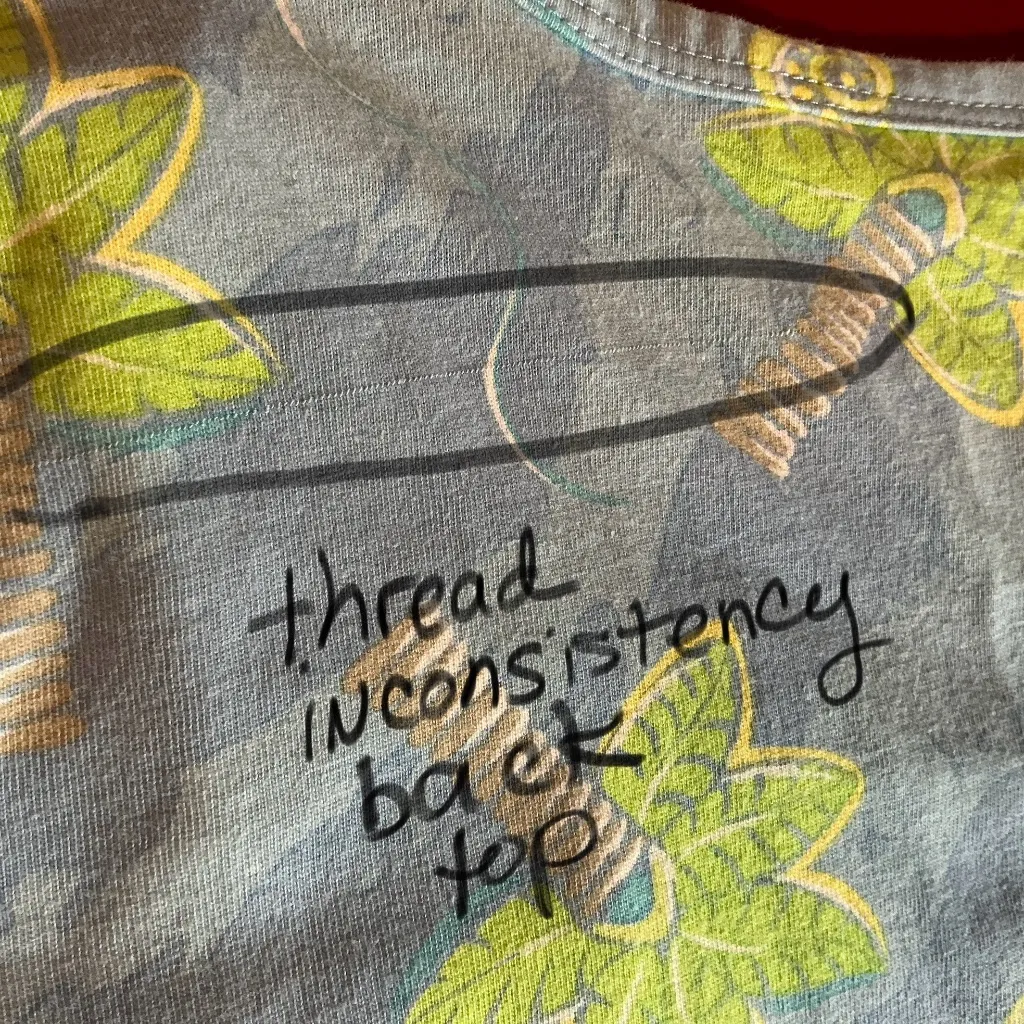 thread
inconsistency
back
top